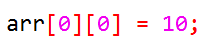 arr[0][0] = 10;